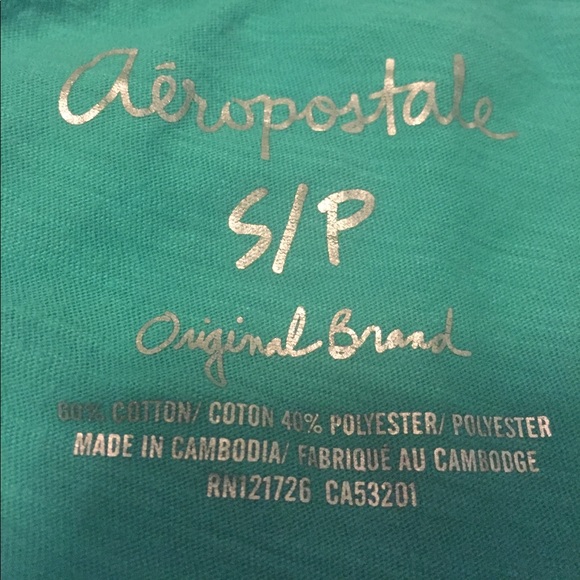 Aéropostale
S/P
Original Brand
60% COTTON/ COTON 40% POLYESTER/ POLYESTER
MADE IN CAMBODIA/ FABRIQUÉ AU CAMBODGE
RN121726 CA53201